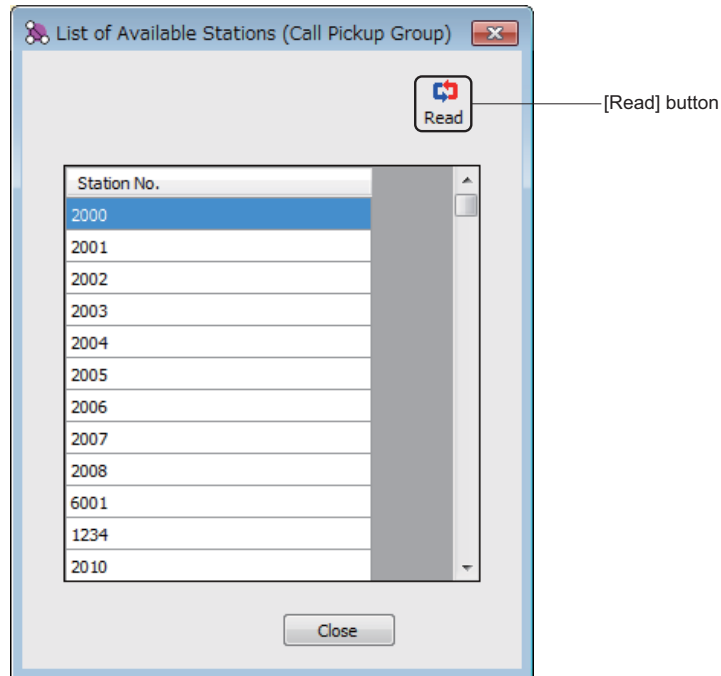 List of Available Stations (Call Pickup Group)
Read
[Read] button
Station No.
2000
2001
2002
2003
2004
2005
2006
2007
2008
6001
1234
2010
Close